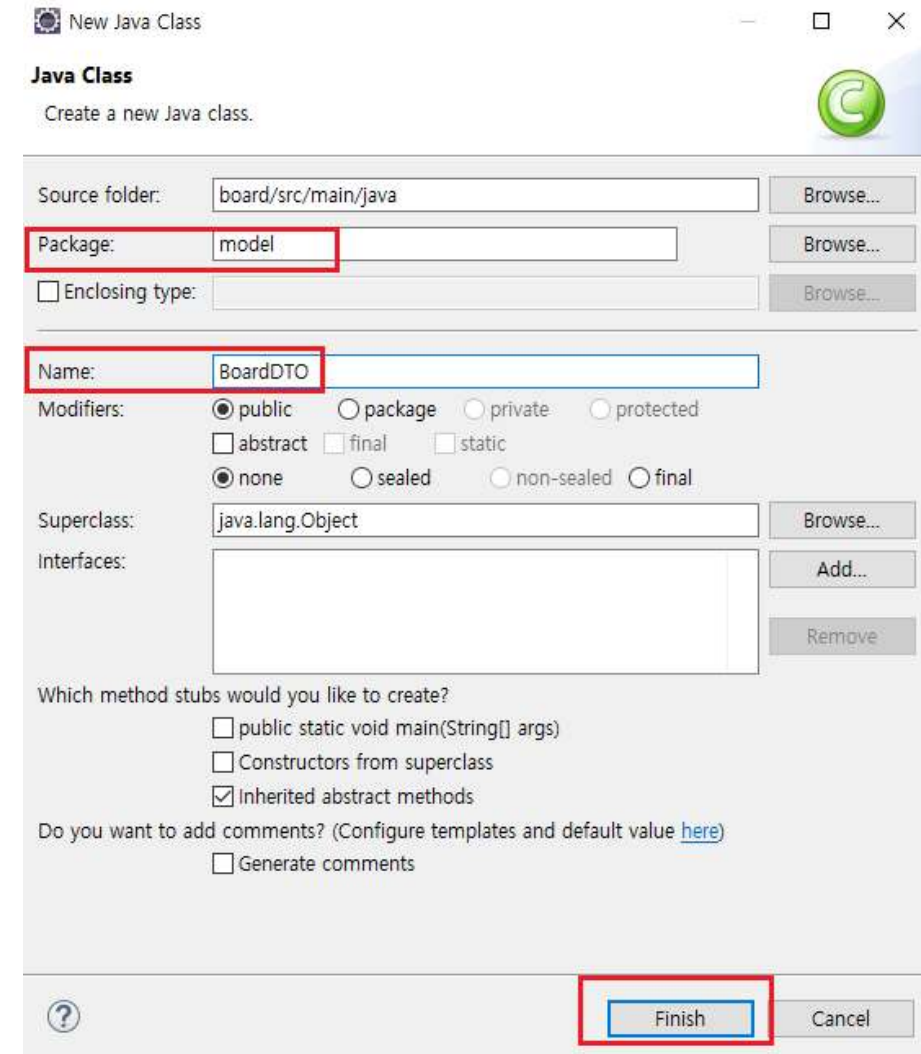 New Java Class
Java Class
Create a new Java class.
Source folder: board/src/main/java Browse...
Package: model Browse...
Enclosing type: Browse...
Name: BoardDTO
Modifiers: public package private protected
abstract final static
none sealed non-sealed final
Superclass: java.lang.Object Browse...
Interfaces: Add...
Remove
Which method stubs would you like to create?
public static void main(String[] args)
Constructors from superclass
Inherited abstract methods
Do you want to add comments? (Configure templates and default value here)
Generate comments
? Finish Cancel